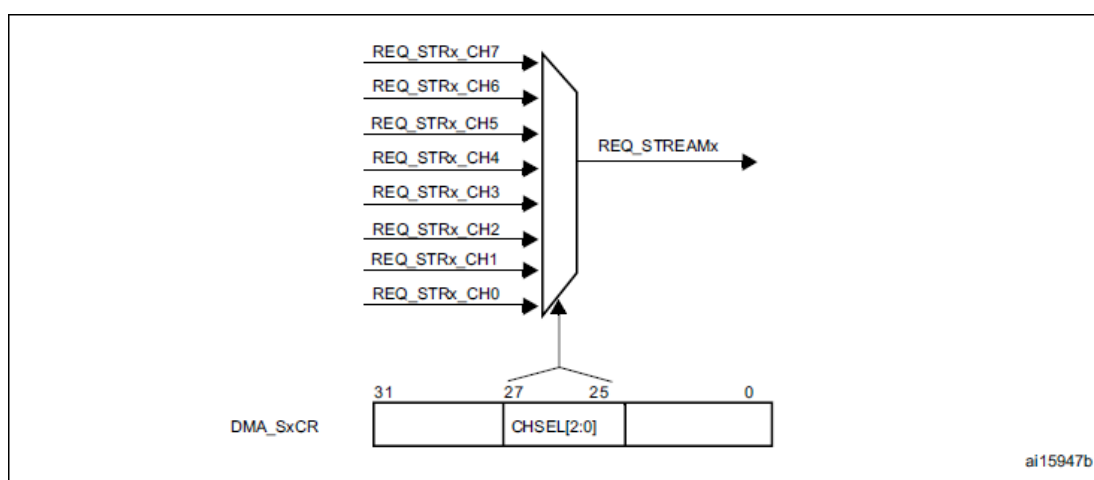 REQ_STRx_CH7
REQ_STRx_CH6
REQ_STRx_CH5
REQ_STREAMx
REQ_STRx_CH4
REQ_STRx_CH3
REQ_STRx_CH2
REQ_STRx_CH1
REQ_STRx_CH0
31 27 25 0
DMA_SxCR CHSEL[2:0]
ai15947b